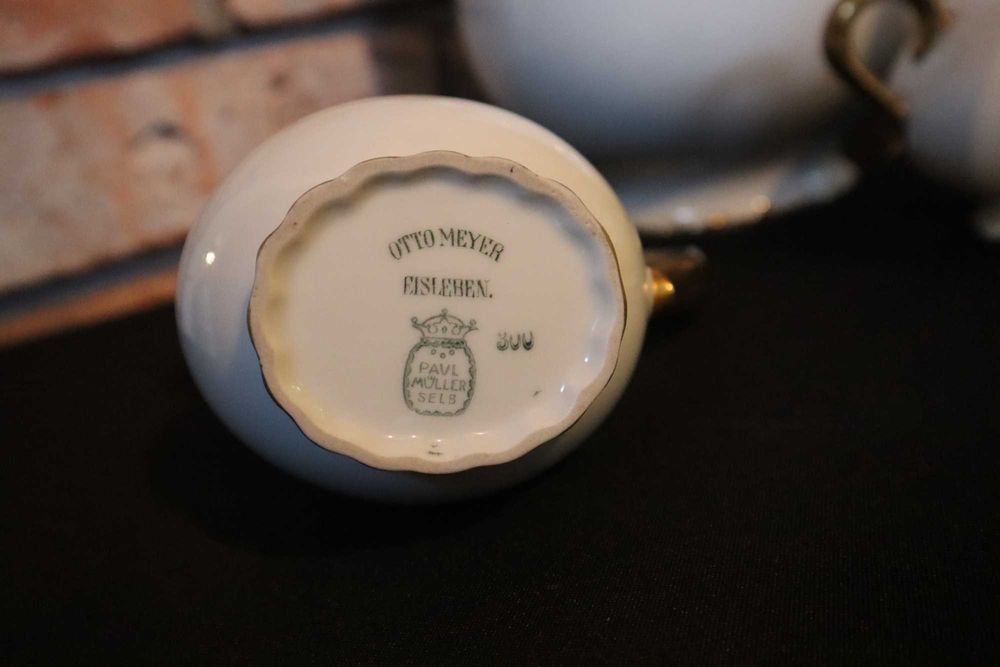 OTTO MEYER
EISLEBEN.
300
PAUL
MÜLLER
SELB